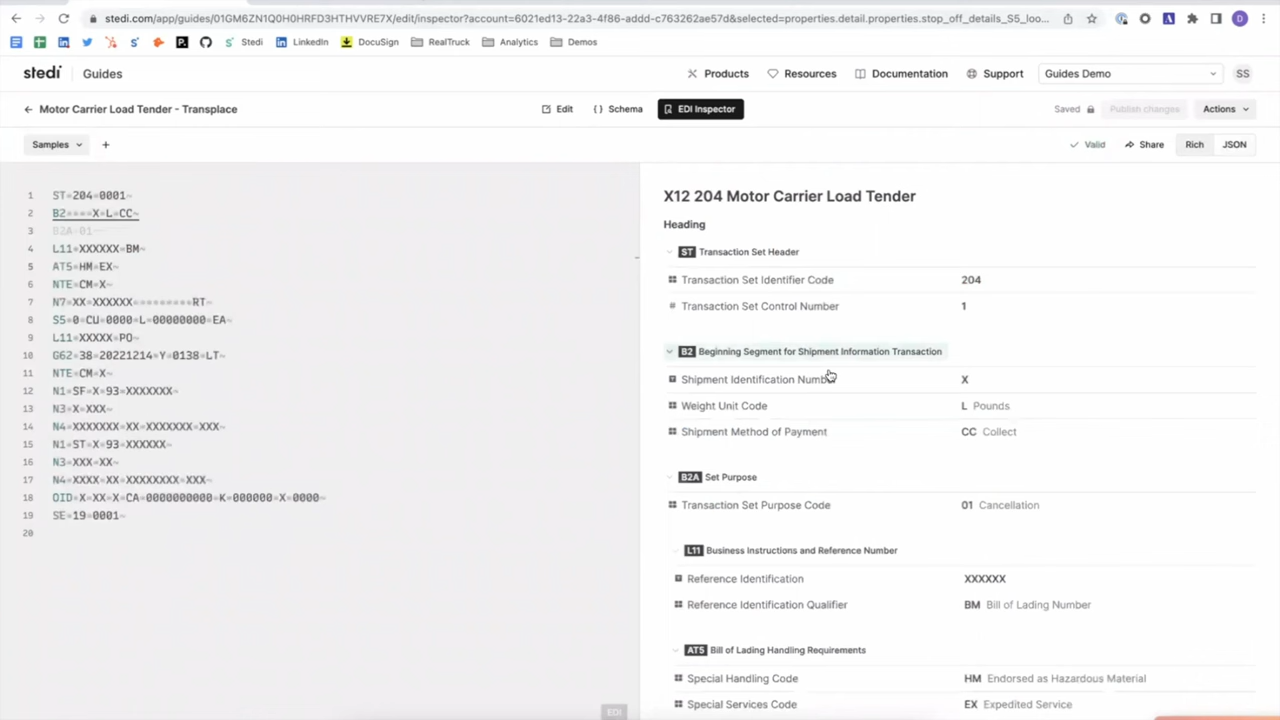 stedi.com/app/guides/01GM6ZN1Q0H0HRFD3HTHVVRE7X/edit/inspector?account=6021ed13-22a3-4f86-addd-c763262ae57d&selected=properties.detail.properties.stop_off_details_S5_loo...
Stedi LinkedIn DocuSign RealTruck Analytics Demos
stedi Guides Products Resources Documentation Support Guides Demo SS
Motor Carrier Load Tender - Transplace Edit Schema EDI Inspector Saved Publish changes Actions
Samples + Valid Share Rich JSON
1 ST*204*0001~
2 B2****X*L*CC~
3 B2A*01~
4 L11*XXXXXX*BM~
5 AT5*HM*EX~
6 NTE*CM*X~
7 N7*XX*XXXXXX*********RT~
8 S5*0*CU*0000*L*00000000*EA~
9 L11*XXXXX*PO~
10 G62*38*20221214*Y*0138*LT~
11 NTE*CM*X~
12 N1*SF*X*93*XXXXXXX~
13 N3*X*XXX~
14 N4*XXXXXXX*XX*XXXXXXX*XXX~
15 N1*ST*X*93*XXXXXX~
16 N3*XXX*XX~
17 N4*XXXX*XX*XXXXXXXX*XXX~
18 OID*X*XX*X*CA*0000000000*K*000000*X*0000~
19 SE*19*0001~
20
EDI
X12 204 Motor Carrier Load Tender
Heading
ST Transaction Set Header
Transaction Set Identifier Code 204
# Transaction Set Control Number 1
B2 Beginning Segment for Shipment Information Transaction
Shipment Identification Number X
Weight Unit Code L Pounds
Shipment Method of Payment CC Collect
B2A Set Purpose
Transaction Set Purpose Code 01 Cancellation
L11 Business Instructions and Reference Number
Reference Identification XXXXXX
Reference Identification Qualifier BM Bill of Lading Number
AT5 Bill of Lading Handling Requirements
Special Handling Code HM Endorsed as Hazardous Material
Special Services Code EX Expedited Service